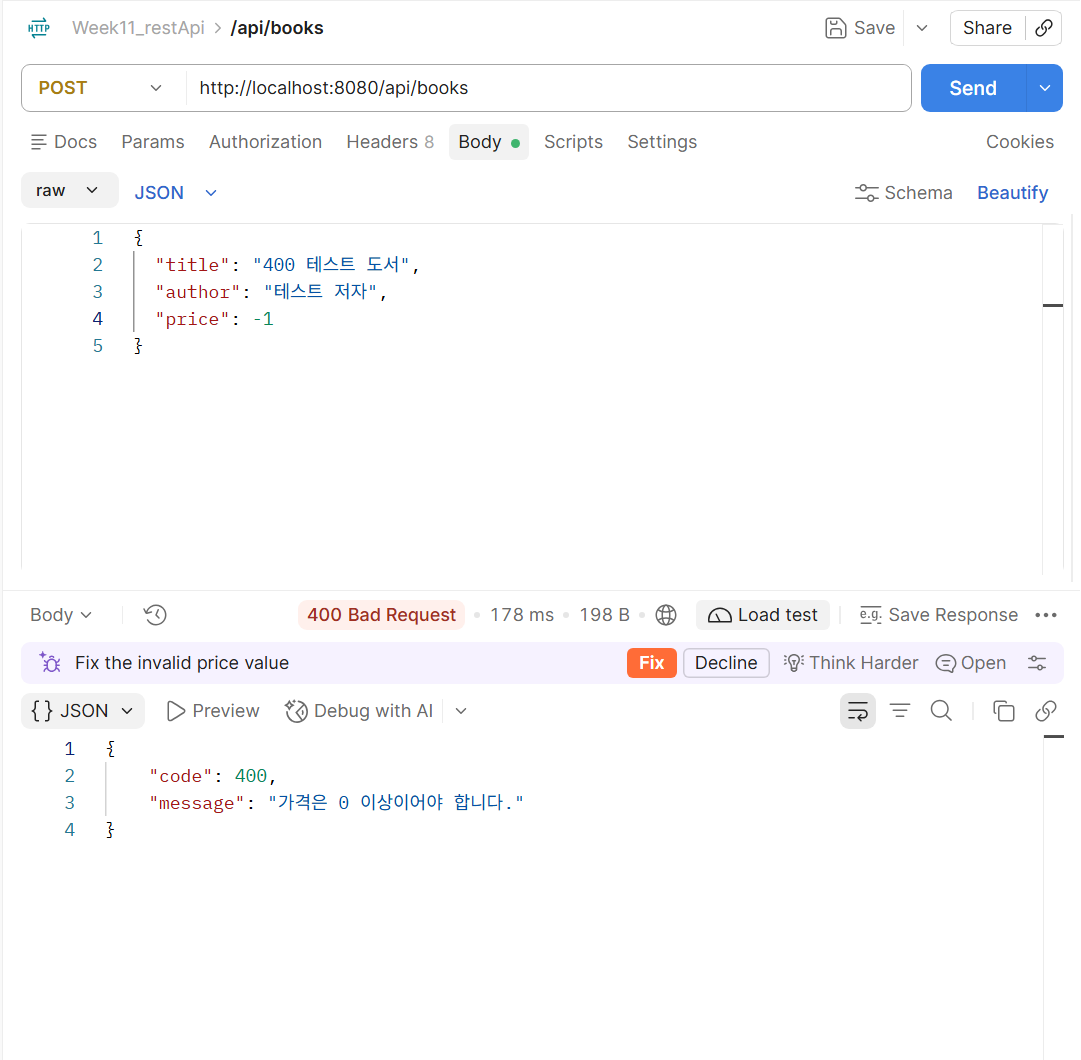 HTTP Week11_restApi > /api/books Save Share
POST http://localhost:8080/api/books Send
Docs Params Authorization Headers 8 Body Scripts Settings Cookies
raw JSON Schema Beautify
1 {
2 "title": "400 테스트 도서",
3 "author": "테스트 저자",
4 "price": -1
5 }
Body 400 Bad Request • 178 ms • 198 B • Load test e.g. Save Response •••
Fix the invalid price value Fix Decline Think Harder Open
{} JSON Preview Debug with AI
1 {
2 "code": 400,
3 "message": "가격은 0 이상이어야 합니다."
4 }